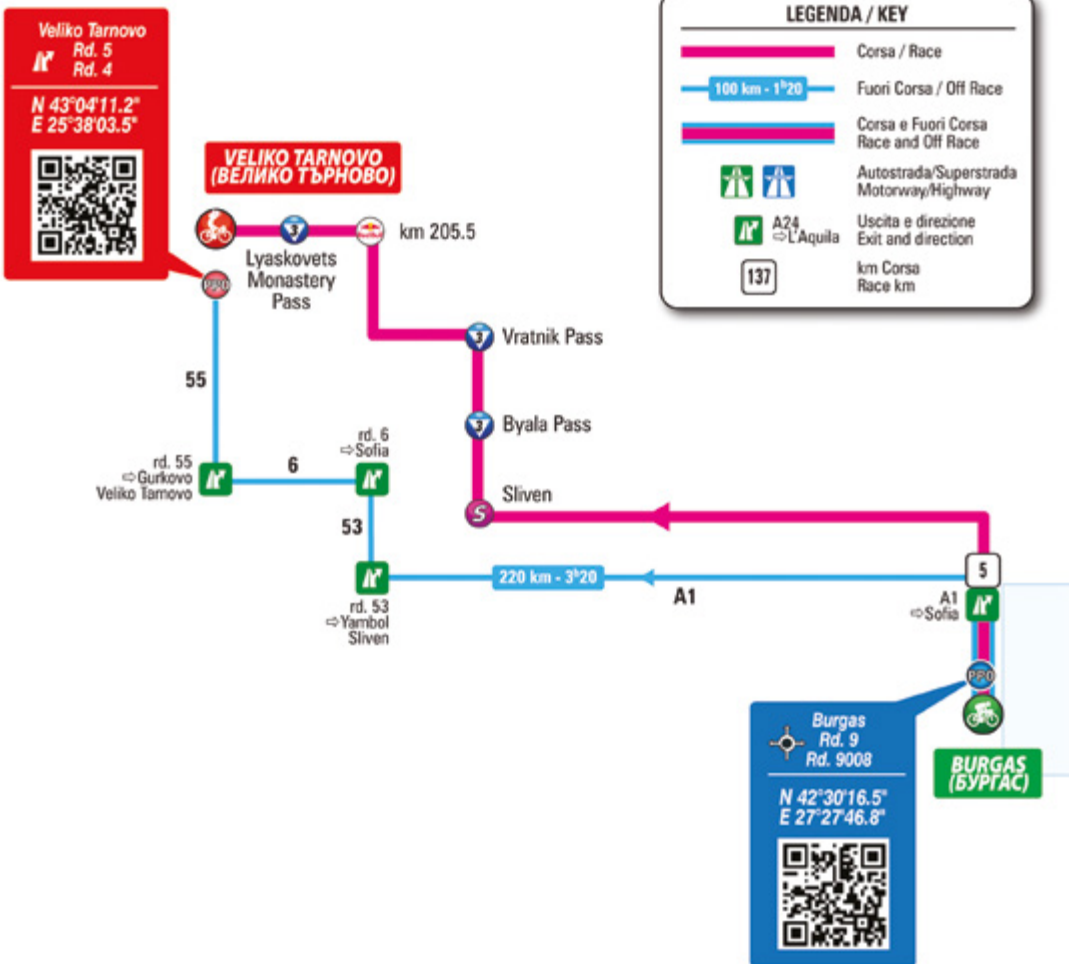 Veliko Tarnovo
Rd. 5
Rd. 4
N 43°04'11.2"
E 25°38'03.5"
LEGENDA / KEY
Corsa / Race
100 km - 1h20
Fuori Corsa / Off Race
Corsa e Fuori Corsa
Race and Off Race
Autostrada/Superstrada
Motorway/Highway
A24
⇨L'Aquila
Uscita e direzione
Exit and direction
137
km Corsa
Race km
VELIKO TARNOVO
(ВЕЛИКО ТЪРНОВО)
3
km 205.5
Lyaskovets
Monastery
Pass
PPO
3
Vratnik Pass
55
3
Byala Pass
rd. 6
⇨Sofia
rd. 55
⇨Gurkovo
Veliko Tarnovo
6
Sliven
S
53
220 km - 3h20
A1
5
rd. 53
⇨Yambol
Sliven
A1
⇨Sofia
PPO
Burgas
Rd. 9
Rd. 9008
N 42°30'16.5"
E 27°27'46.8"
BURGAS
(БУРГАС)